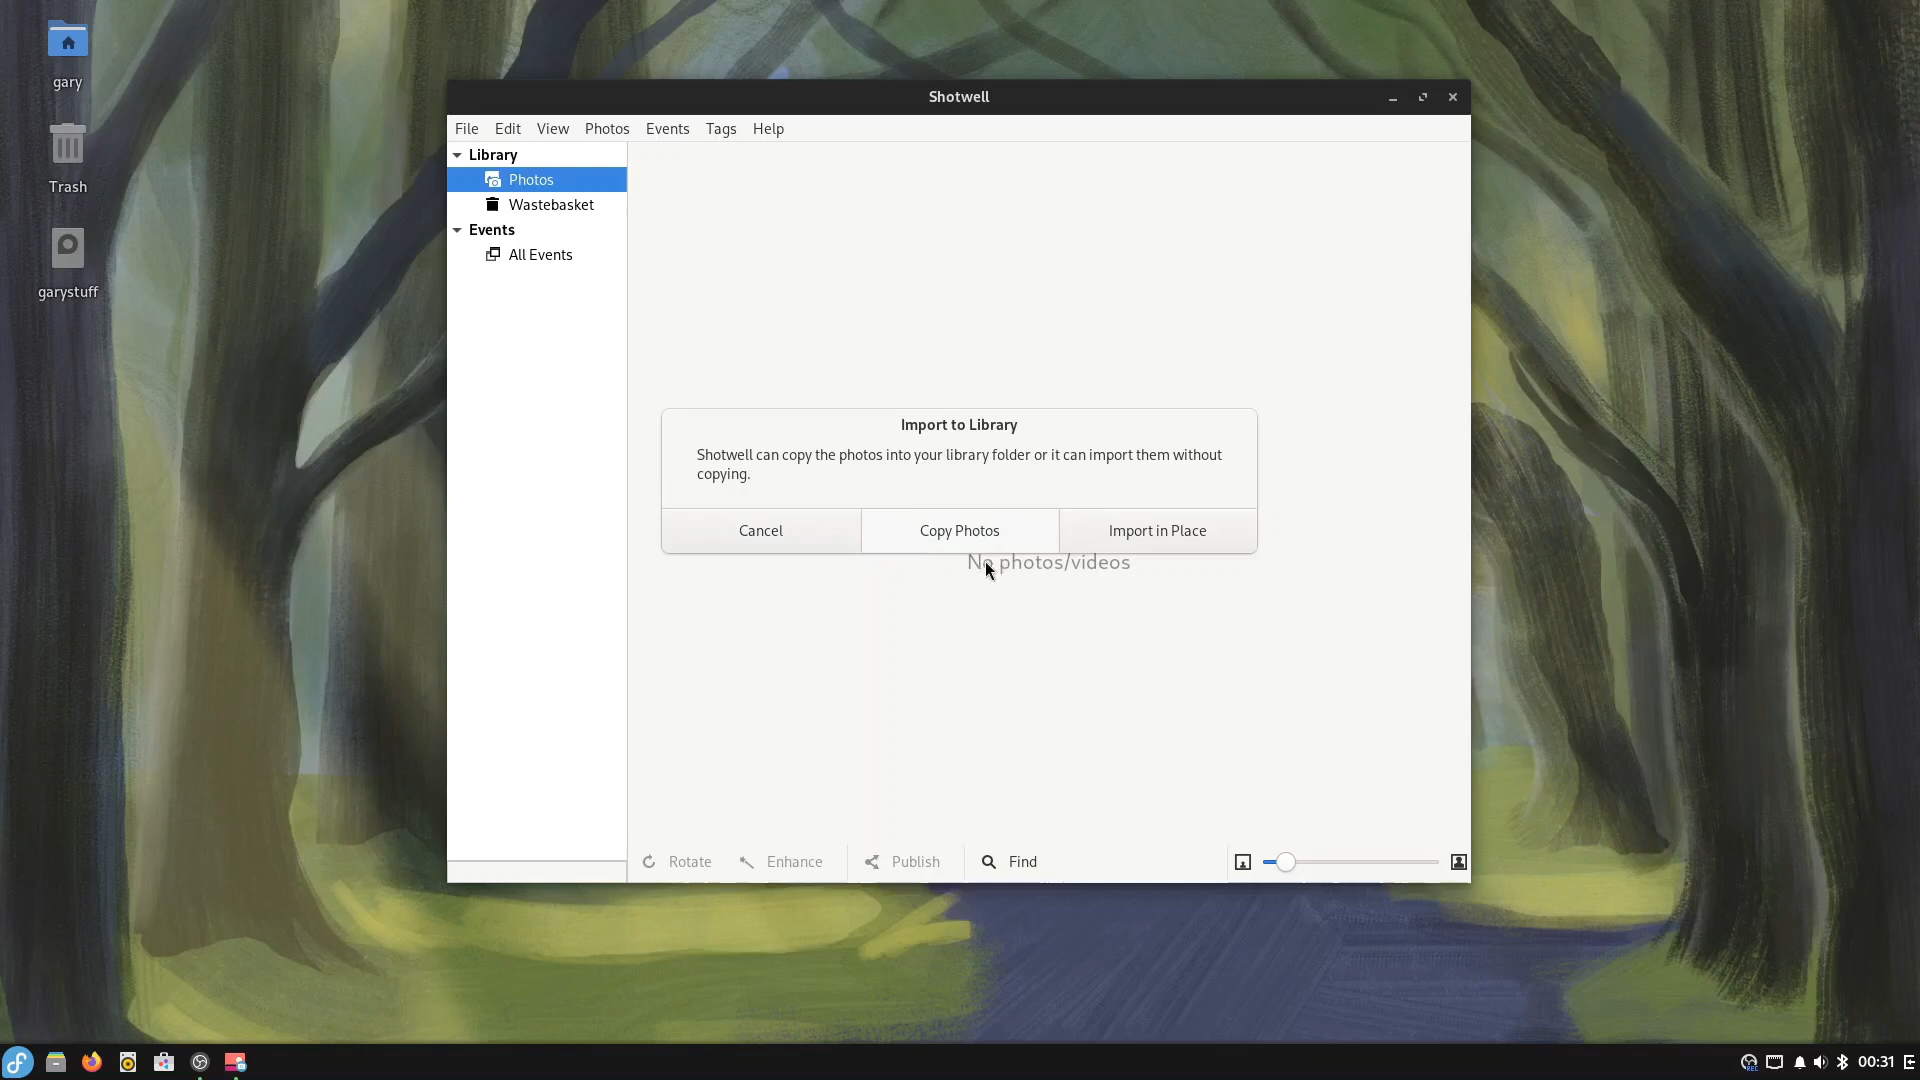 gary
Trash
garystuff
Shotwell
File Edit View Photos Events Tags Help
Library
Photos
Wastebasket
Events
All Events
Import to Library
Shotwell can copy the photos into your library folder or it can import them without
copying.
Cancel Copy Photos Import in Place
No photos/videos
Rotate Enhance Publish Find
REC
00:31